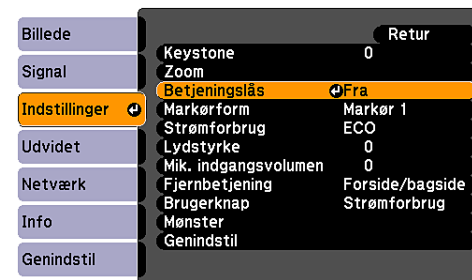 Billede
Signal
Indstillinger
Udvidet
Netværk
Info
Genindstil
Retur
Keystone 0
Zoom
Betjeningslås Fra
Markørform Markør 1
Strømforbrug ECO
Lydstyrke 0
Mik. indgangsvolumen 0
Fjernbetjening Forside/bagside
Brugerknap Strømforbrug
Mønster
Genindstil